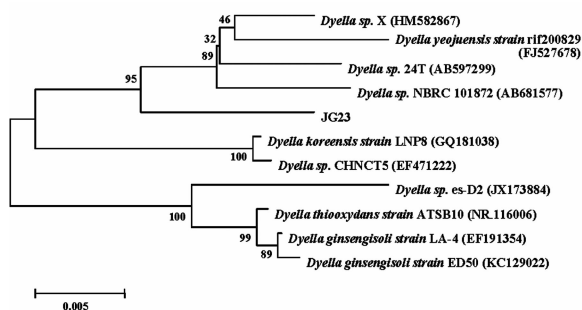 46
Dyella sp. X (HM582867)
32
Dyella yeojuensis strain rif200829
(FJ527678)
89
Dyella sp. 24T (AB597299)
95
Dyella sp. NBRC 101872 (AB681577)
JG23
Dyella koreensis strain LNP8 (GQ181038)
100
Dyella sp. CHNCT5 (EF471222)
Dyella sp. es-D2 (JX173884)
100
Dyella thiooxydans strain ATSB10 (NR.116006)
99
Dyella ginsengisoli strain LA-4 (EF191354)
89
Dyella ginsengisoli strain ED50 (KC129022)
0.005